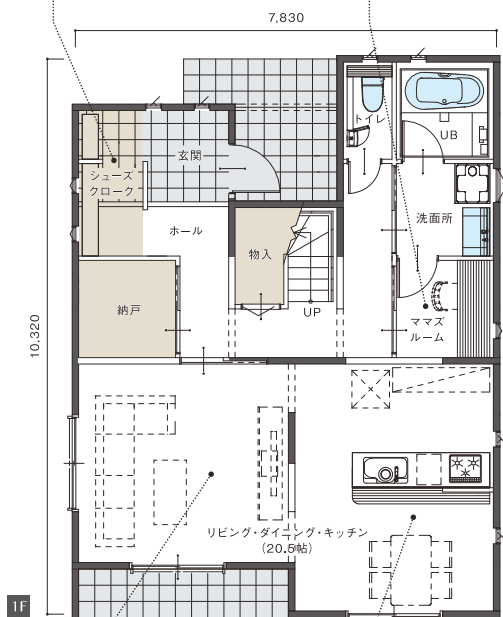 7,830
トイレ
UB
玄関
シューズ
クローク
ホール
物入
洗面所
納戸
UP
ママズ
ルーム
10,320
リビング・ダイニング・キッチン
(20.5帖)
1F